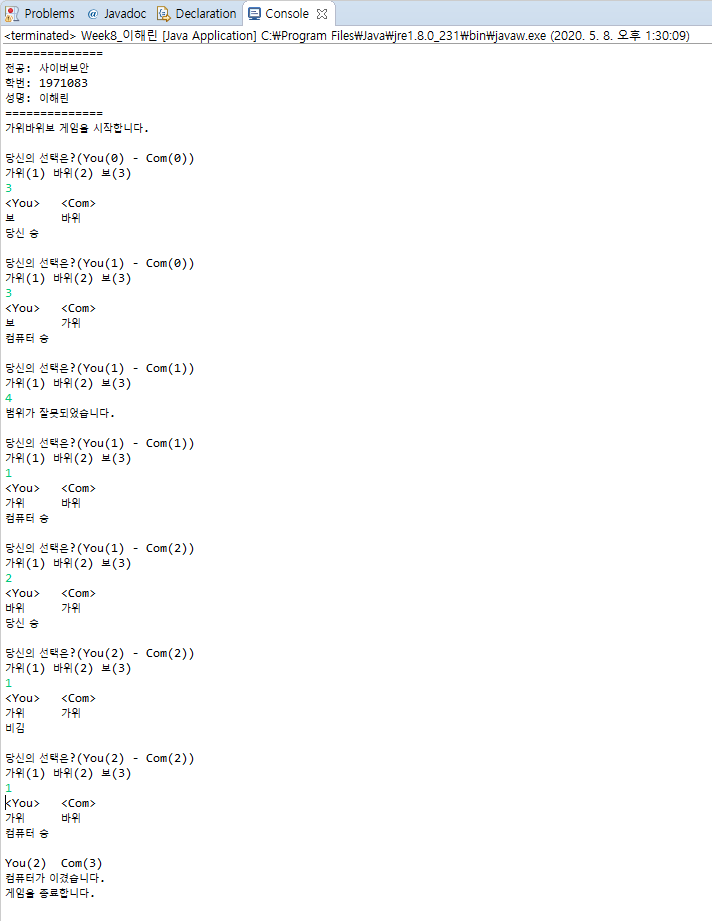 Problems @ Javadoc Declaration Console
<terminated> Week8_이해린 [Java Application] C:₩Program Files₩Java₩jre1.8.0_231₩bin₩javaw.exe (2020. 5. 8. 오후 1:30:09)
==============
전공: 사이버보안
학번: 1971083
성명: 이해린
==============
가위바위보 게임을 시작합니다.
당신의 선택은?(You(0) - Com(0))
가위(1) 바위(2) 보(3)
3
<You> <Com>
보 바위
당신 승
당신의 선택은?(You(1) - Com(0))
가위(1) 바위(2) 보(3)
3
<You> <Com>
보 가위
컴퓨터 승
당신의 선택은?(You(1) - Com(1))
가위(1) 바위(2) 보(3)
4
범위가 잘못되었습니다.
당신의 선택은?(You(1) - Com(1))
가위(1) 바위(2) 보(3)
1
<You> <Com>
가위 바위
컴퓨터 승
당신의 선택은?(You(1) - Com(2))
가위(1) 바위(2) 보(3)
2
<You> <Com>
바위 가위
당신 승
당신의 선택은?(You(2) - Com(2))
가위(1) 바위(2) 보(3)
1
<You> <Com>
가위 가위
비김
당신의 선택은?(You(2) - Com(2))
가위(1) 바위(2) 보(3)
1
<You> <Com>
가위 바위
컴퓨터 승
You(2) Com(3)
컴퓨터가 이겼습니다.
게임을 종료합니다.